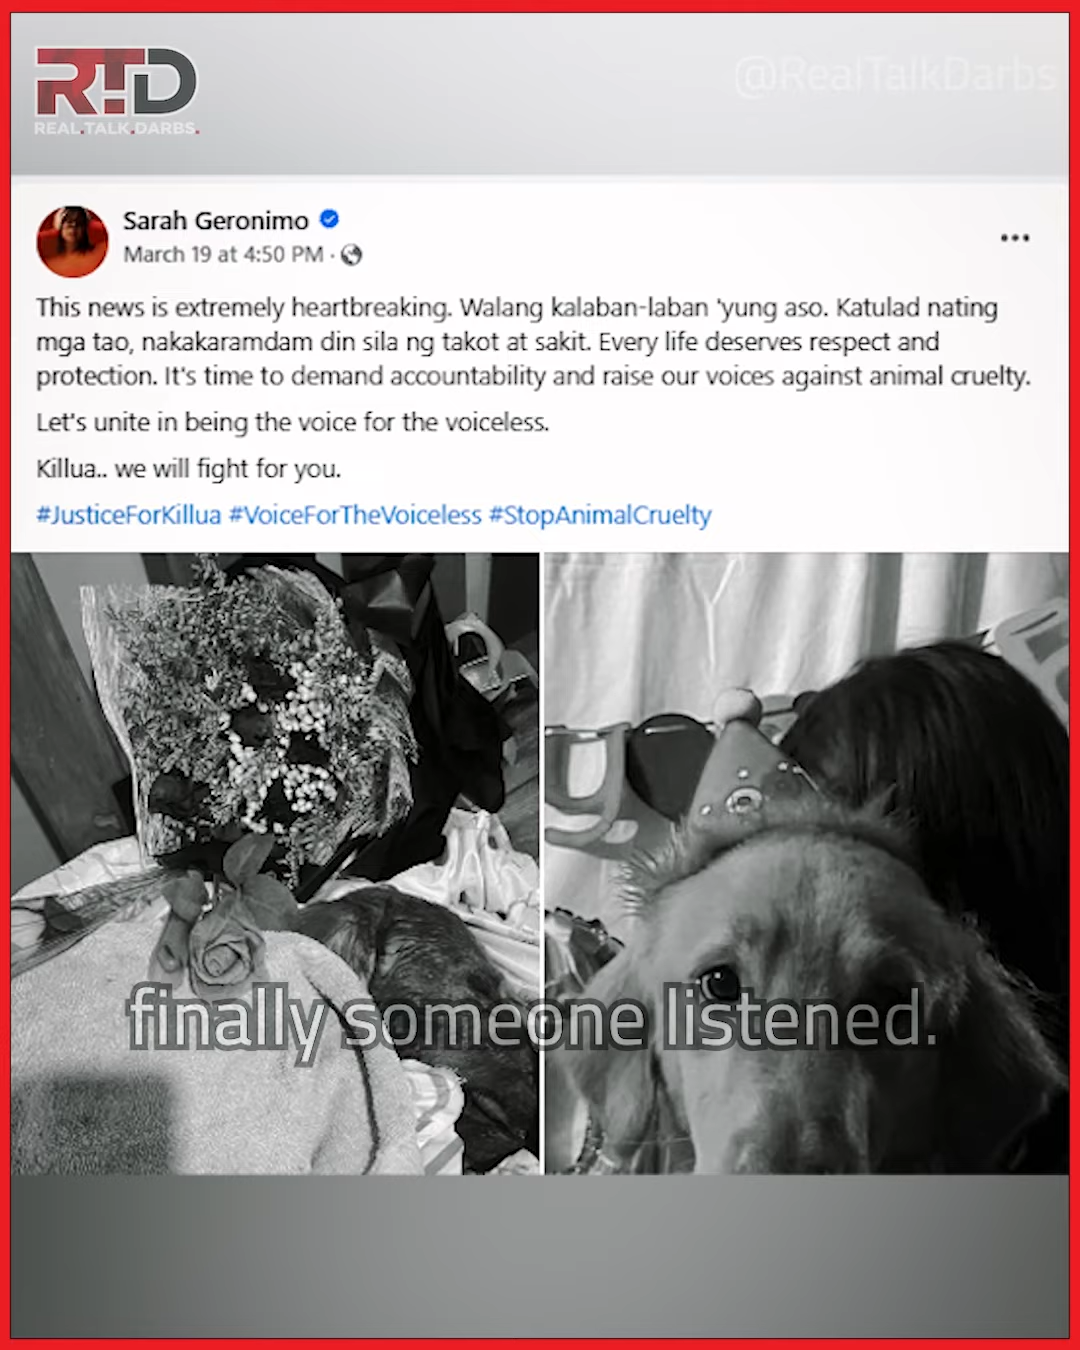 RTD
REAL.TALK.DARBS.
@RealTalkDarbs
Sarah Geronimo
March 19 at 4:50 PM ·
This news is extremely heartbreaking. Walang kalaban-laban 'yung aso. Katulad nating
mga tao, nakakaramdam din sila ng takot at sakit. Every life deserves respect and
protection. It's time to demand accountability and raise our voices against animal cruelty.
Let's unite in being the voice for the voiceless.
Killua.. we will fight for you.
#JusticeForKillua #VoiceForTheVoiceless #StopAnimalCruelty
finally someone listened.